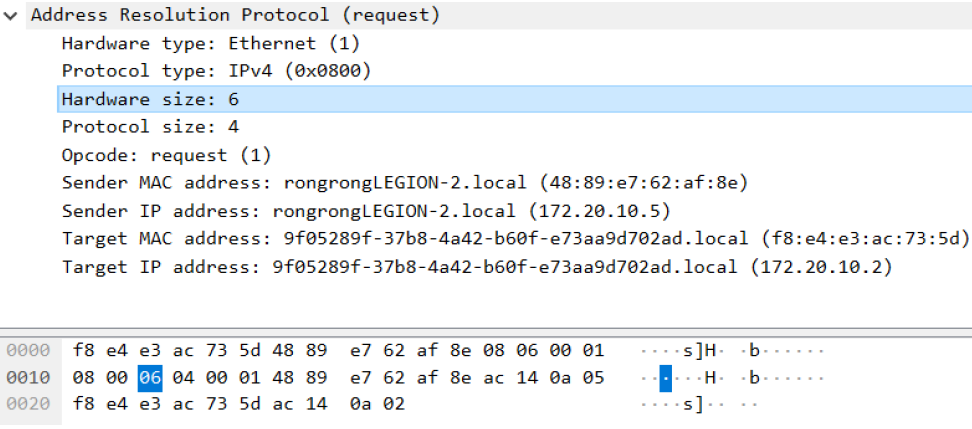 Address Resolution Protocol (request)
Hardware type: Ethernet (1)
Protocol type: IPv4 (0x0800)
Hardware size: 6
Protocol size: 4
Opcode: request (1)
Sender MAC address: rongrongLEGION-2.local (48:89:e7:62:af:8e)
Sender IP address: rongrongLEGION-2.local (172.20.10.5)
Target MAC address: 9f05289f-37b8-4a42-b60f-e73aa9d702ad.local (f8:e4:e3:ac:73:5d)
Target IP address: 9f05289f-37b8-4a42-b60f-e73aa9d702ad.local (172.20.10.2)
0000 f8 e4 e3 ac 73 5d 48 89 e7 62 af 8e 08 06 00 01 ····s]H· ·b······
0010 08 00 06 04 00 01 48 89 e7 62 af 8e ac 14 0a 05 ······H· ·b······
0020 f8 e4 e3 ac 73 5d ac 14 0a 02 ····s]·· ··